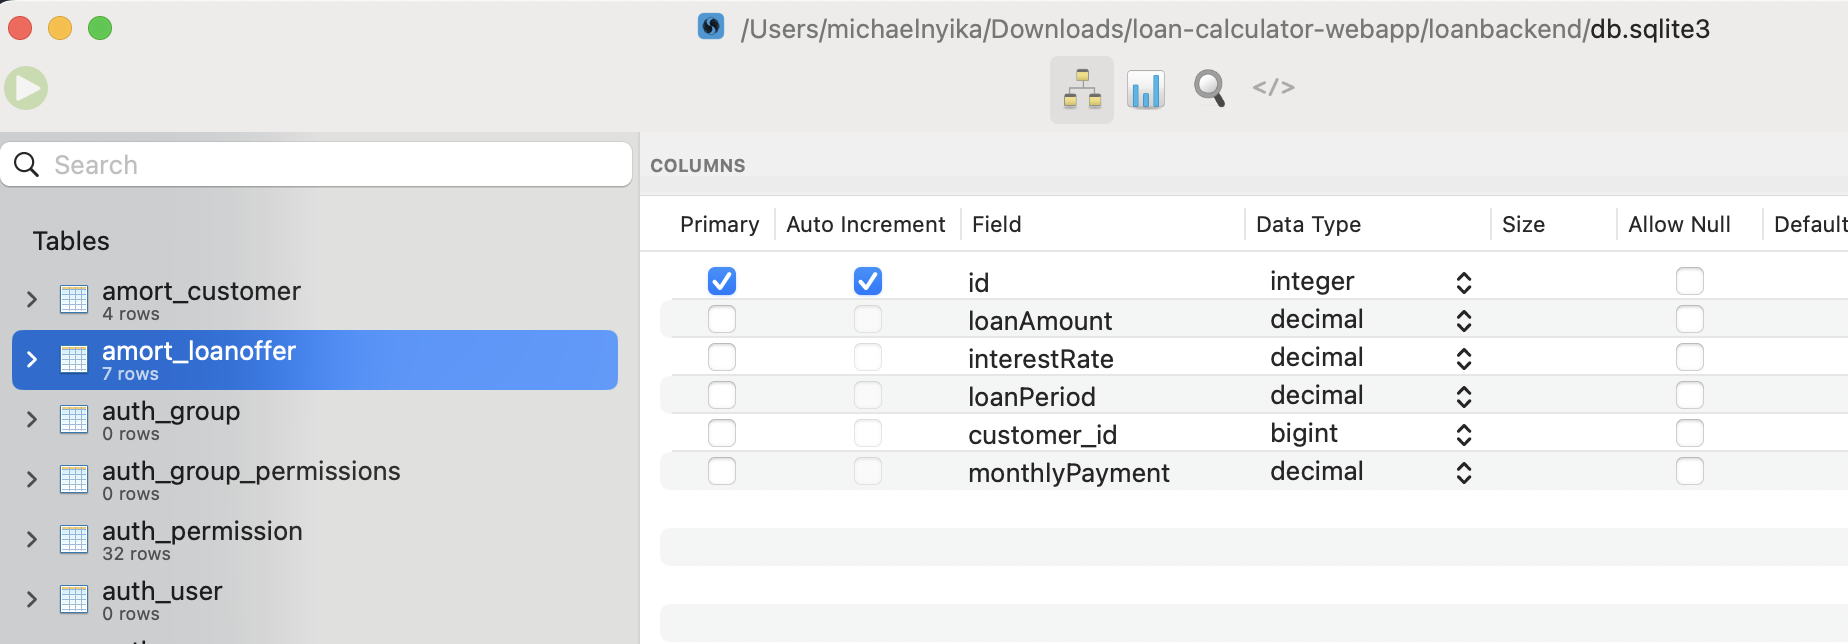 /Users/michaelnyika/Downloads/loan-calculator-webapp/loanbackend/db.sqlite3
</>
Search
Tables
amort_customer
4 rows
amort_loanoffer
7 rows
auth_group
0 rows
auth_group_permissions
0 rows
auth_permission
32 rows
auth_user
0 rows
COLUMNS
Primary Auto Increment Field Data Type Size Allow Null Default
id integer
loanAmount decimal
interestRate decimal
loanPeriod decimal
customer_id bigint
monthlyPayment decimal